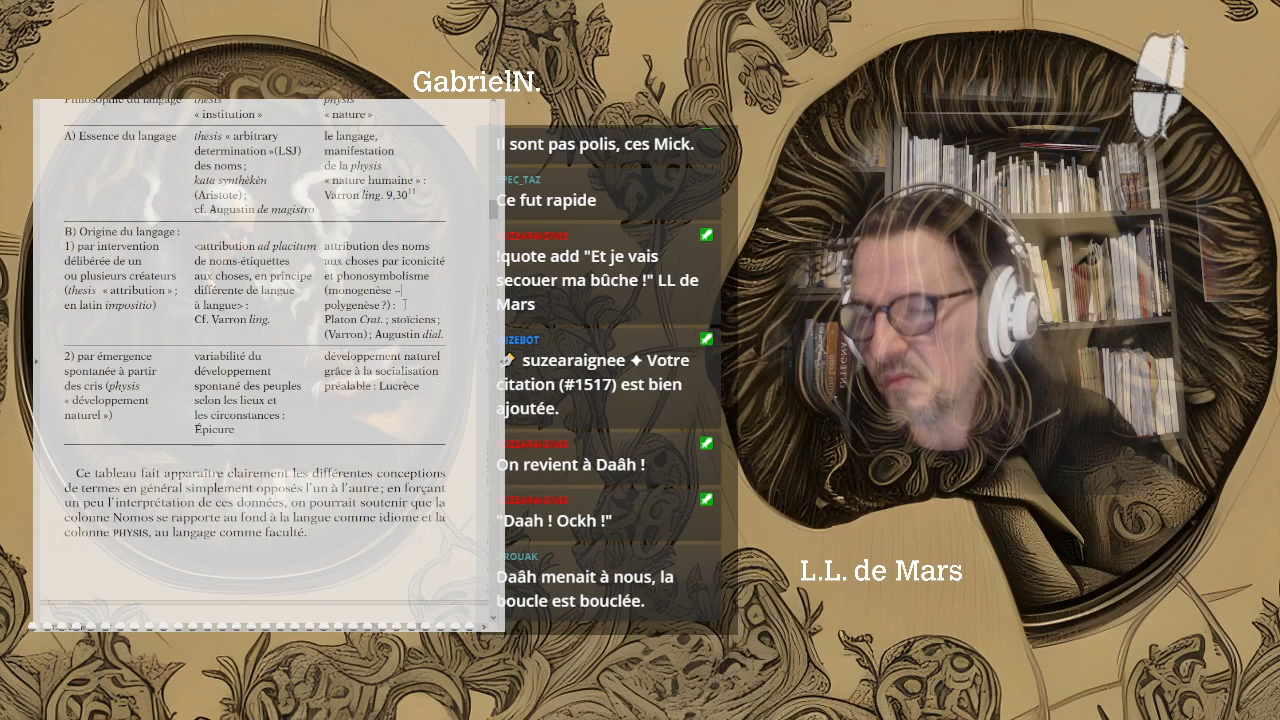 GabrielN.
Philosophie du langage thesis physis
« institution » « nature »
A) Essence du langage thesis « arbitrary le langage,
determination »(LSJ) manifestation
des noms ; de la physis
kata synthèkèn « nature humaine » :
(Aristote) ; Varron ling. 9,30¹¹
cf. Augustin de magistro
B) Origine du langage :
1) par intervention <attribution ad placitum attribution des noms
délibérée de un de noms-étiquettes aux choses par iconicité
ou plusieurs créateurs aux choses, en principe et phonosymbolisme
(thesis « attribution » ; différente de langue (monogenèse –
en latin impositio) à langue> : polygenèse ?) :
Cf. Varron ling. Platon Crat. ; stoïciens ;
(Varron) ; Augustin dial.
2) par émergence variabilité du développement naturel
spontanée à partir développement grâce à la socialisation
des cris (physis spontané des peuples préalable : Lucrèce
« développement selon les lieux et
naturel ») les circonstances :
Épicure
Ce tableau fait apparaître clairement les différentes conceptions
de termes en général simplement opposés l'un à l'autre ; en forçant
un peu l'interprétation de ces données, on pourrait soutenir que la
colonne Nomos se rapporte au fond à la langue comme idiome et la
colonne PHYSIS, au langage comme faculté.
Il sont pas polis, ces Mick.
SPEC_TAZ
Ce fut rapide
SUZEARAIGNEE
!quote add "Et je vais
secouer ma bûche !" LL de
Mars
WIZEBOT
suzearaignee ✦ Votre
citation (#1517) est bien
ajoutée.
SUZEARAIGNEE
On revient à Daâh !
SUZEARAIGNEE
"Daah ! Ockh !"
DROUAK
Daâh menait à nous, la
boucle est bouclée.
L.L. de Mars